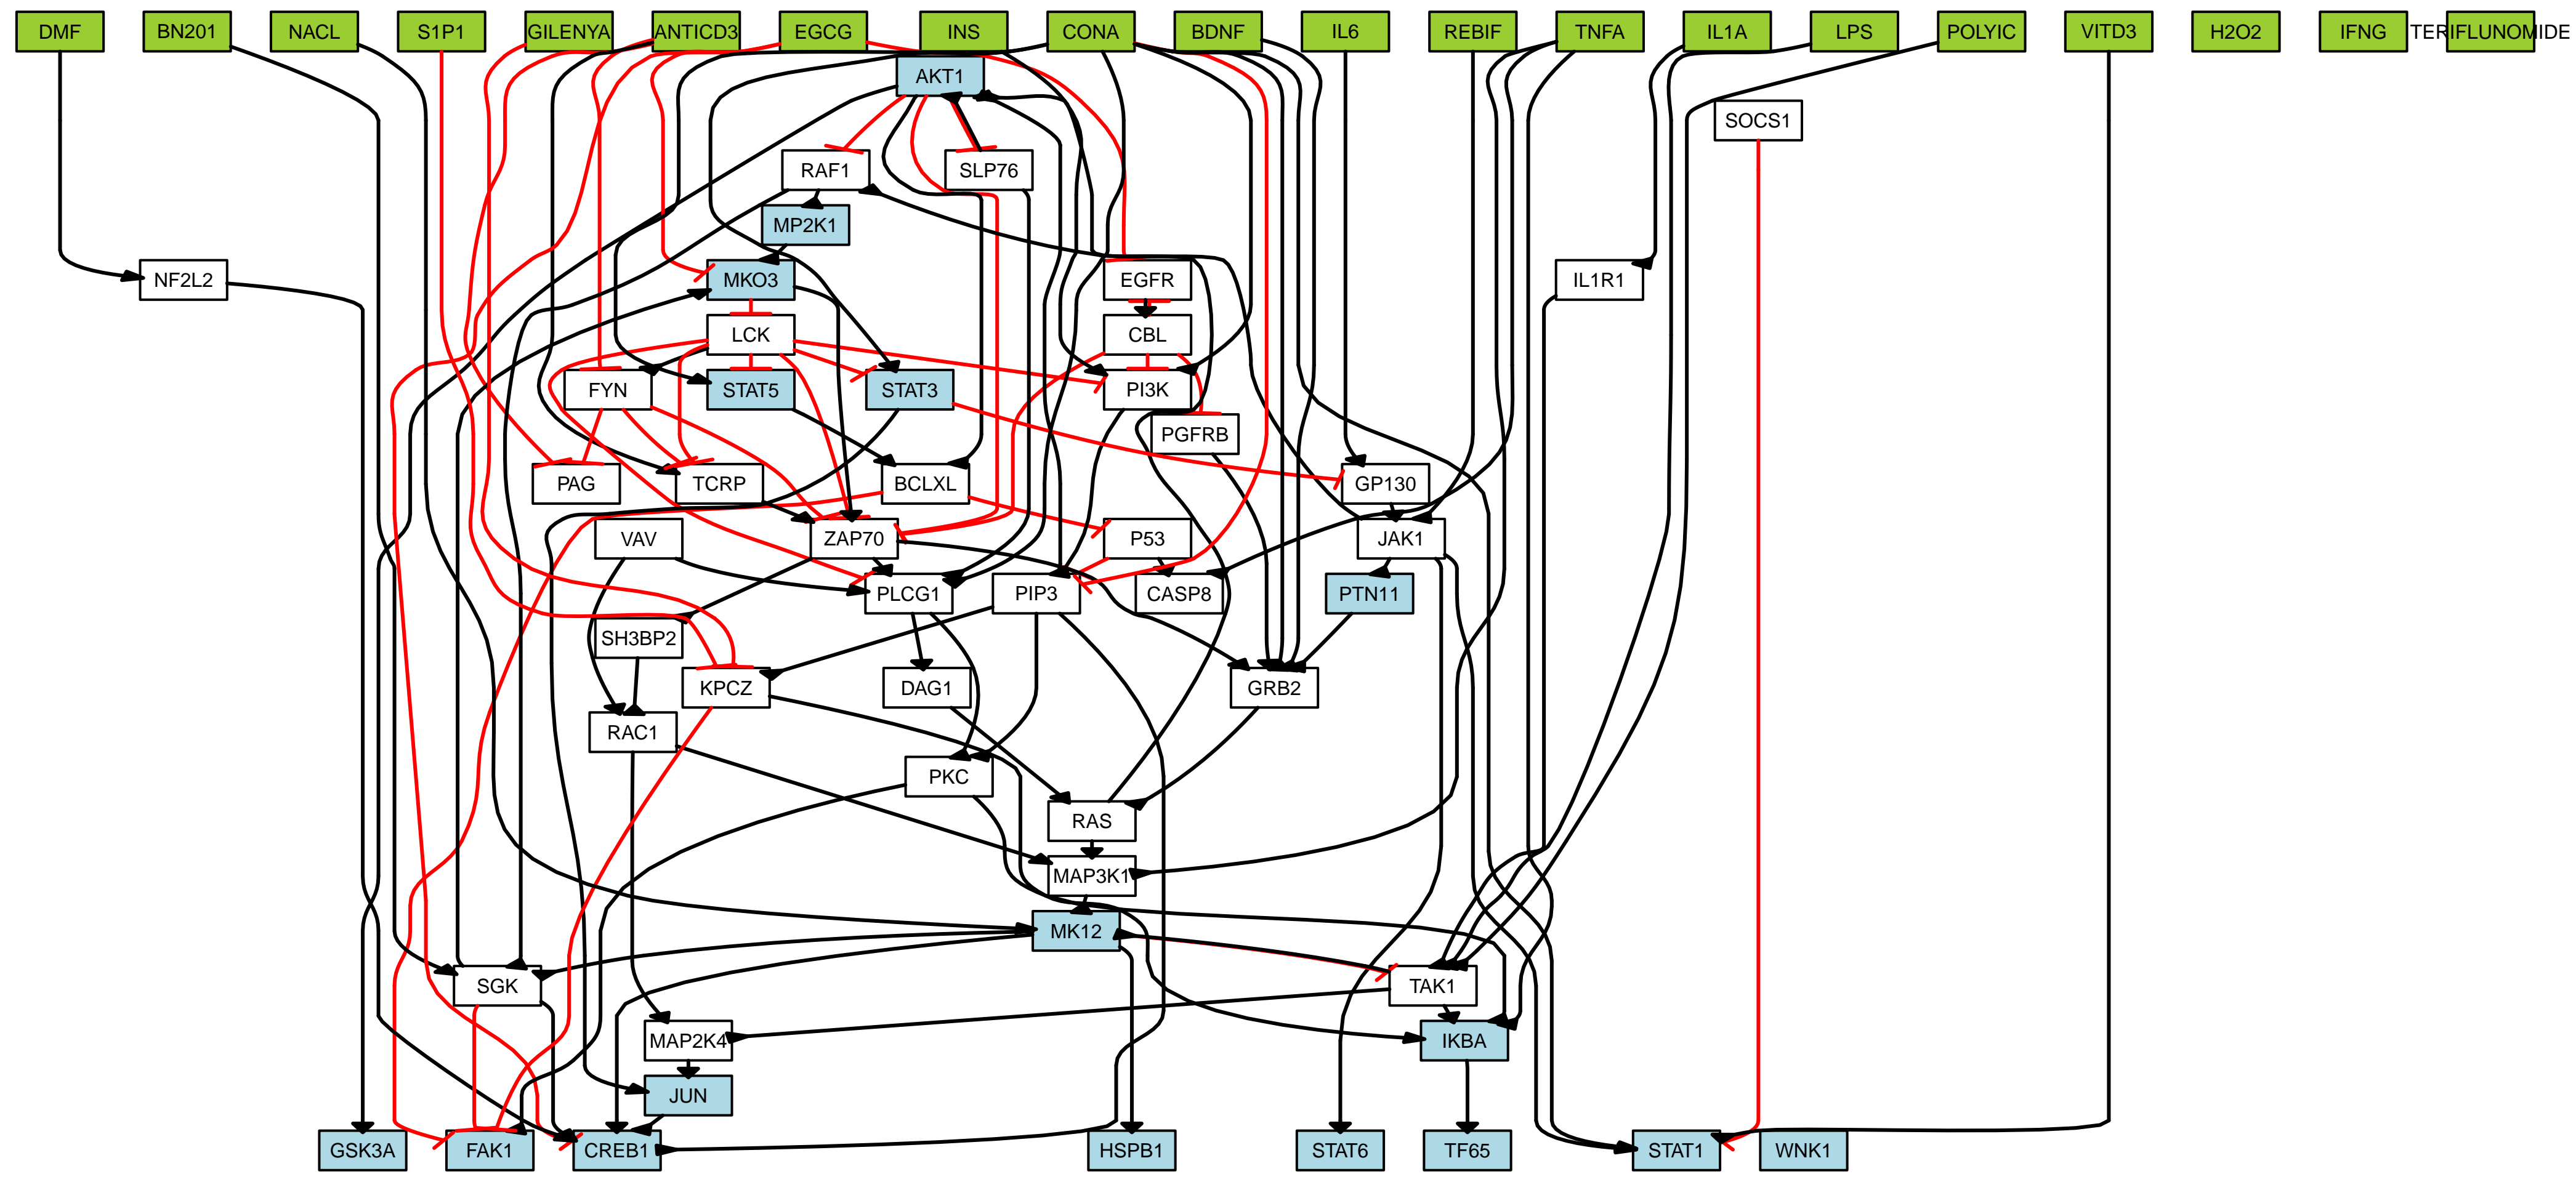 DMF
BN201
NACL
S1P1
GILENYA
ANTICD3
EGCG
INS
CONA
BDNF
IL6
REBIF
TNFA
IL1A
LPS
POLYIC
VITD3
H2O2
IFNG
TERIFLUNOMIDE
AKT1
SOCS1
RAF1
SLP76
MP2K1
NF2L2
MKO3
EGFR
IL1R1
LCK
CBL
FYN
STAT5
STAT3
PI3K
PGFRB
PAG
TCRP
BCLXL
GP130
VAV
ZAP70
P53
JAK1
PLCG1
PIP3
CASP8
PTN11
SH3BP2
KPCZ
DAG1
GRB2
RAC1
PKC
RAS
MAP3K1
MK12
SGK
TAK1
MAP2K4
IKBA
JUN
GSK3A
FAK1
CREB1
HSPB1
STAT6
TF65
STAT1
WNK1